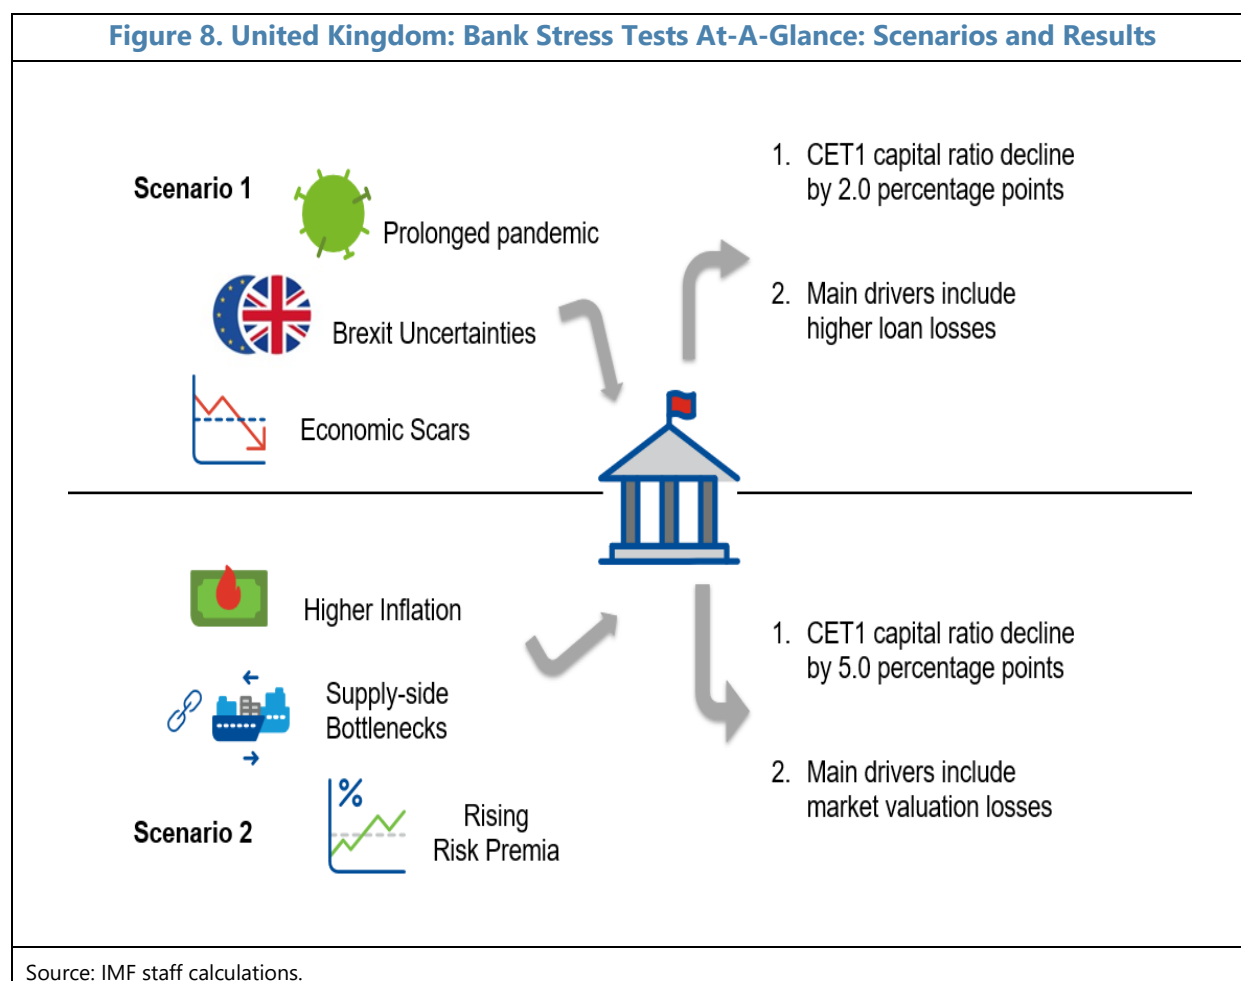 Figure 8. United Kingdom: Bank Stress Tests At-A-Glance: Scenarios and Results
Scenario 1
Prolonged pandemic
Brexit Uncertainties
Economic Scars
1. CET1 capital ratio decline
by 2.0 percentage points
2. Main drivers include
higher loan losses
Higher Inflation
Supply-side
Bottlenecks
%
Rising
Risk Premia
Scenario 2
1. CET1 capital ratio decline
by 5.0 percentage points
2. Main drivers include
market valuation losses
Source: IMF staff calculations.